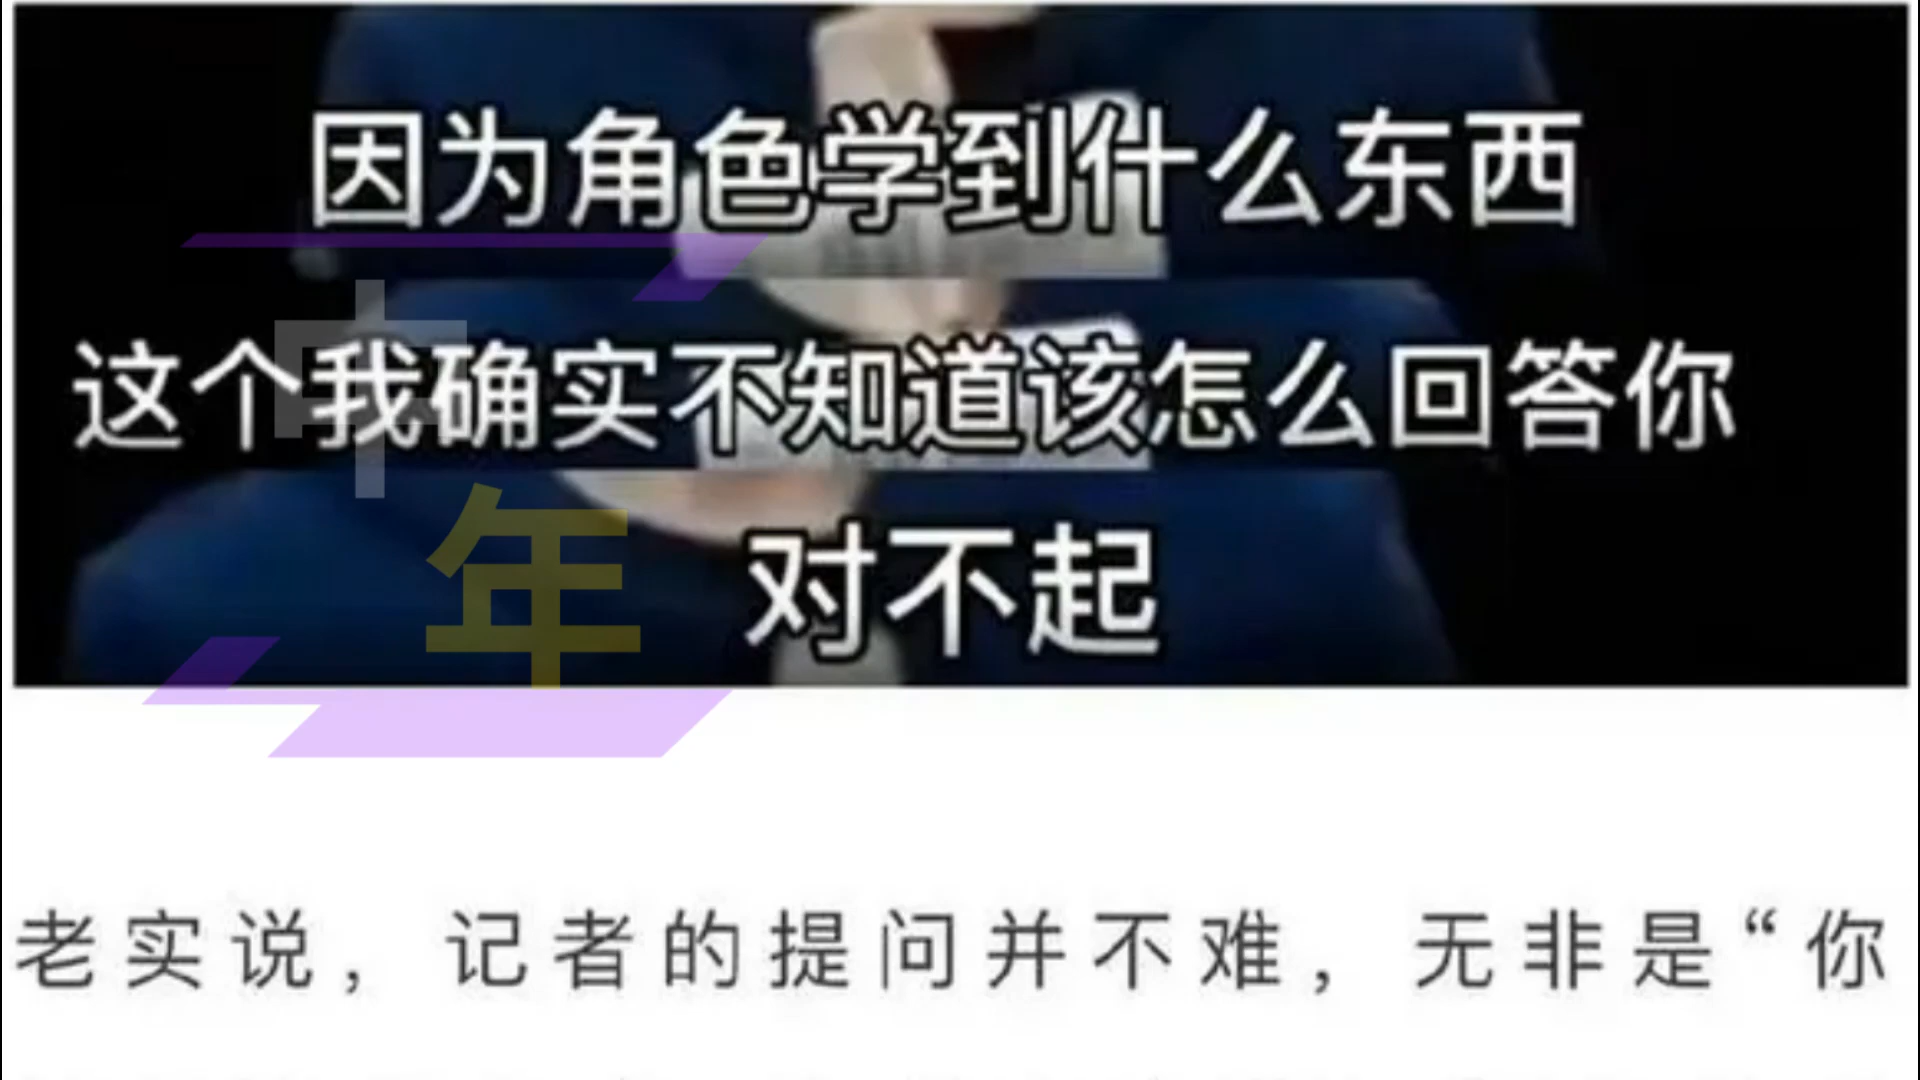 因为角色学到什么东西
这个我确实不知道该怎么回答你
对不起
中
年
老实说，记者的提问并不难，无非是“你